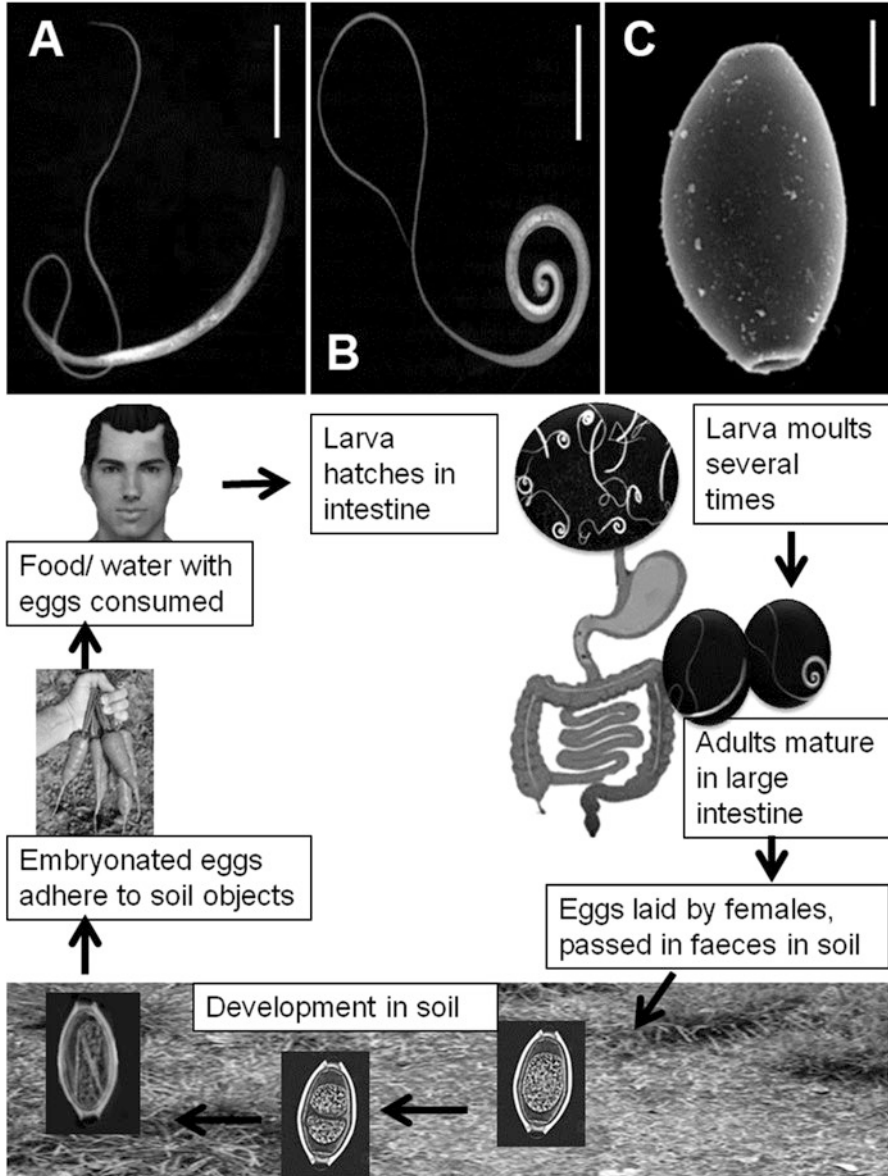 A
B
C
Larva
hatches in
intestine
Larva moults
several
times
Food/ water with
eggs consumed
Adults mature
in large
intestine
Embryonated eggs
adhere to soil objects
Eggs laid by females,
passed in faeces in soil
Development in soil